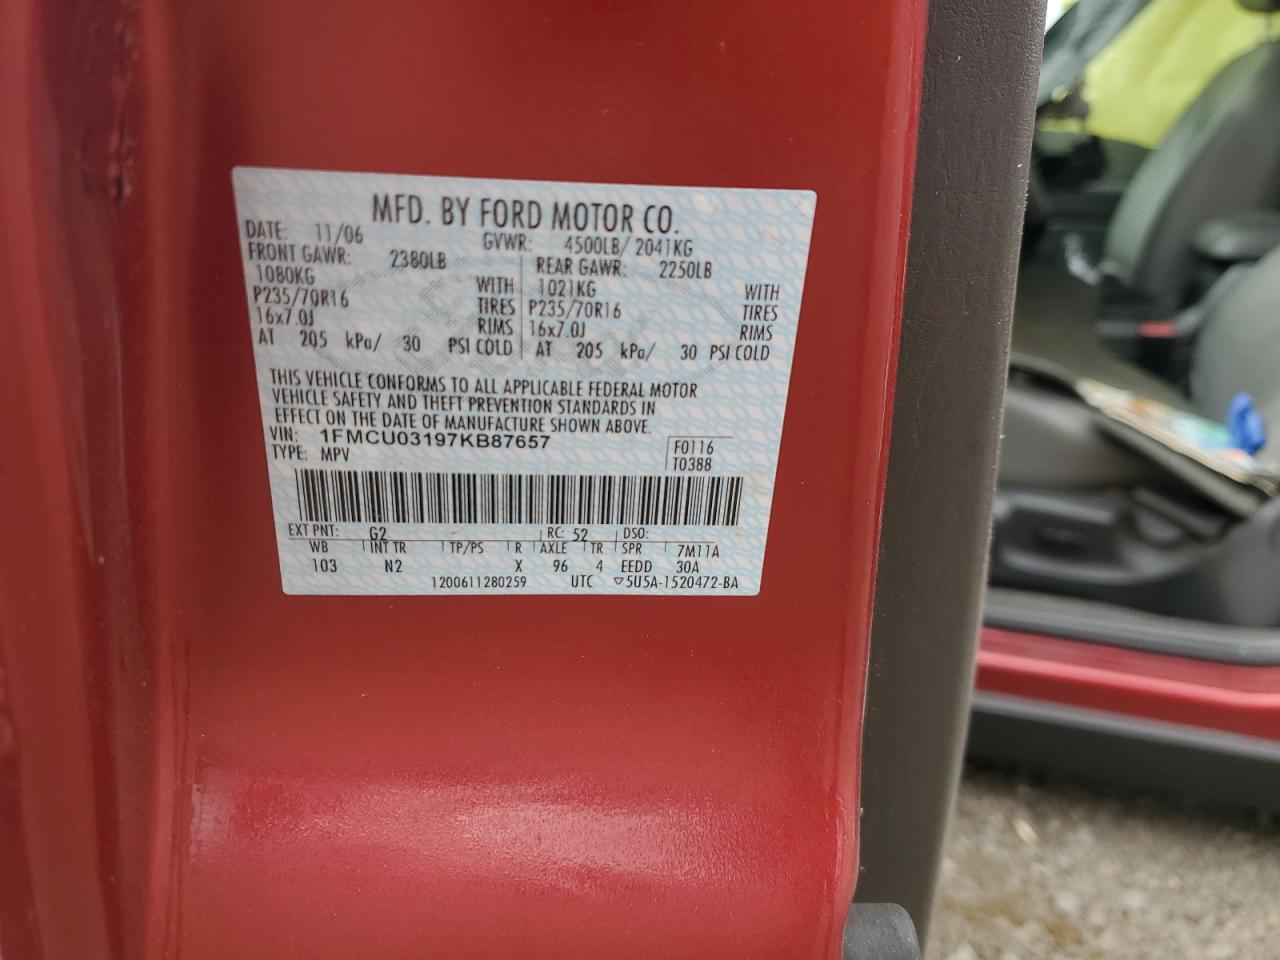 MFD. BY FORD MOTOR CO.
DATE: 11/06 GVWR: 4500LB/ 2041KG
FRONT GAWR: 2380LB REAR GAWR: 2250LB
1080KG WITH 1021KG WITH
P235/70R16 TIRES P235/70R16 TIRES
16x7.0J RIMS 16x7.0J RIMS
AT 205 kPa/ 30 PSI COLD AT 205 kPa/ 30 PSI COLD
THIS VEHICLE CONFORMS TO ALL APPLICABLE FEDERAL MOTOR
VEHICLE SAFETY AND THEFT PREVENTION STANDARDS IN
EFFECT ON THE DATE OF MANUFACTURE SHOWN ABOVE.
VIN: 1FMCU03197KB87657 F0116
TYPE: MPV T0388
EXT PNT: G2 RC: 52 DSO:
WB INT TR TP/PS R AXLE TR SPR 7M11A
103 N2 X 96 4 EEDD 30A
1200611280259 UTC ▽5U5A-1520472-BA